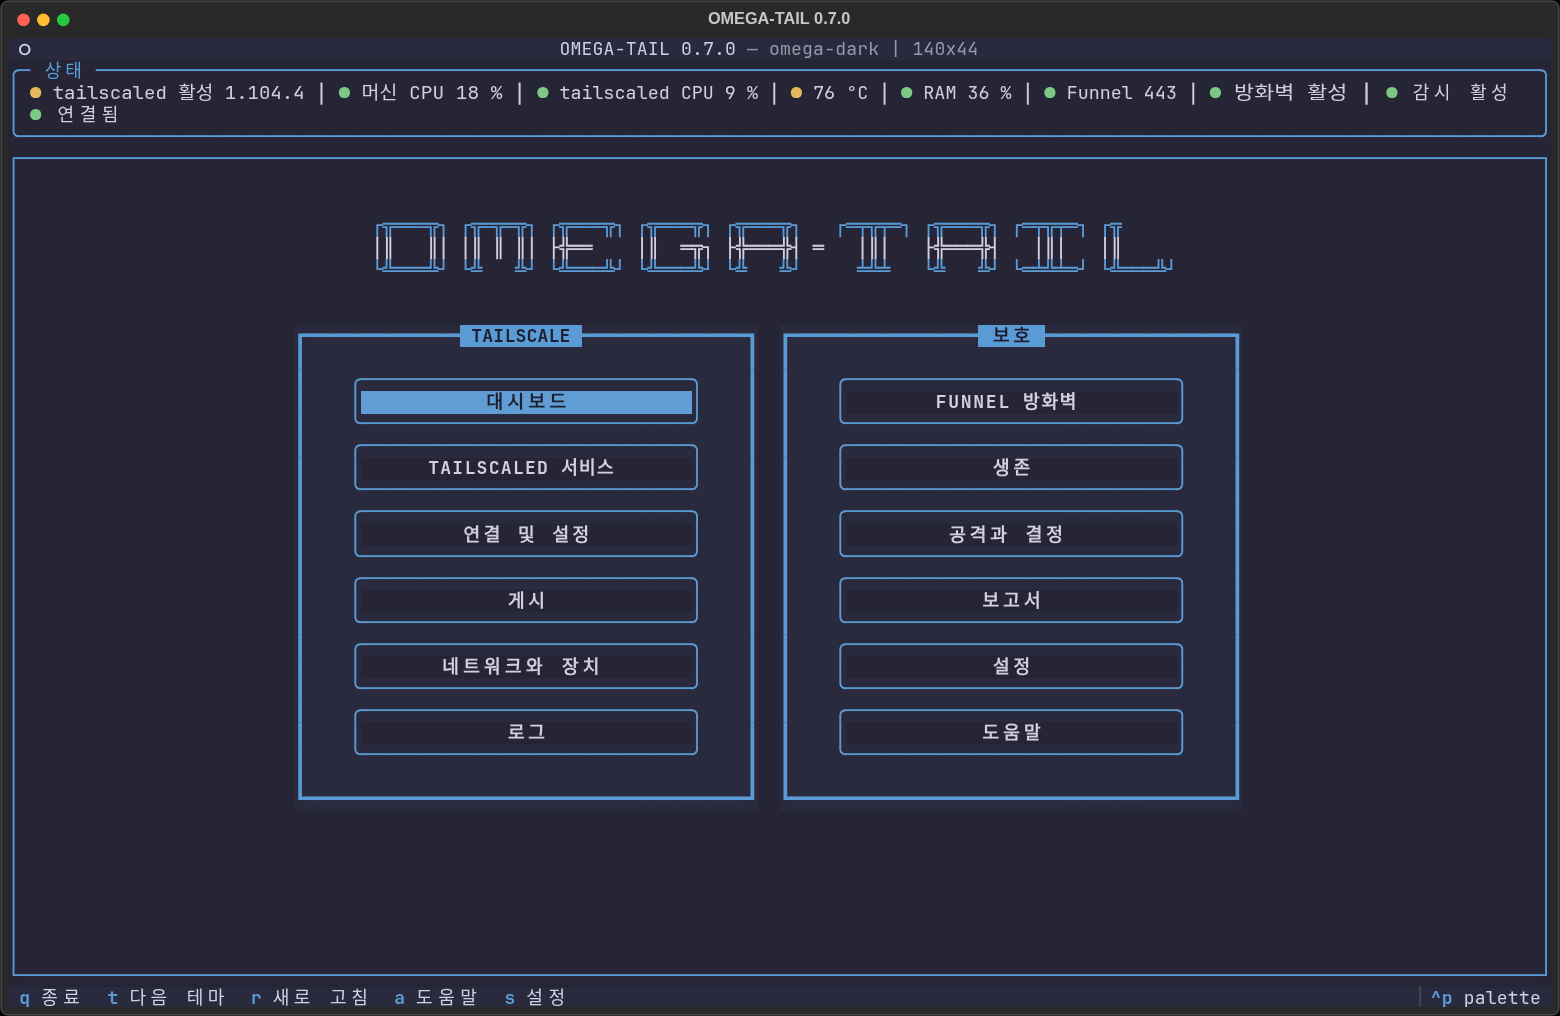 OMEGA-TAIL 0.7.0
OMEGA-TAIL 0.7.0 — omega-dark | 140x44
상태
tailscaled 활성 1.104.4 | 머신 CPU 18 % | tailscaled CPU 9 % | 76 °C | RAM 36 % | Funnel 443 | 방화벽 활성 | 감시 활성
연결됨
OMEGA-TAIL
TAILSCALE
대시보드
TAILSCALED 서비스
연결 및 설정
게시
네트워크와 장치
로그
보호
FUNNEL 방화벽
생존
공격과 결정
보고서
설정
도움말
q 종료 t 다음 테마 r 새로 고침 a 도움말 s 설정 ^p palette